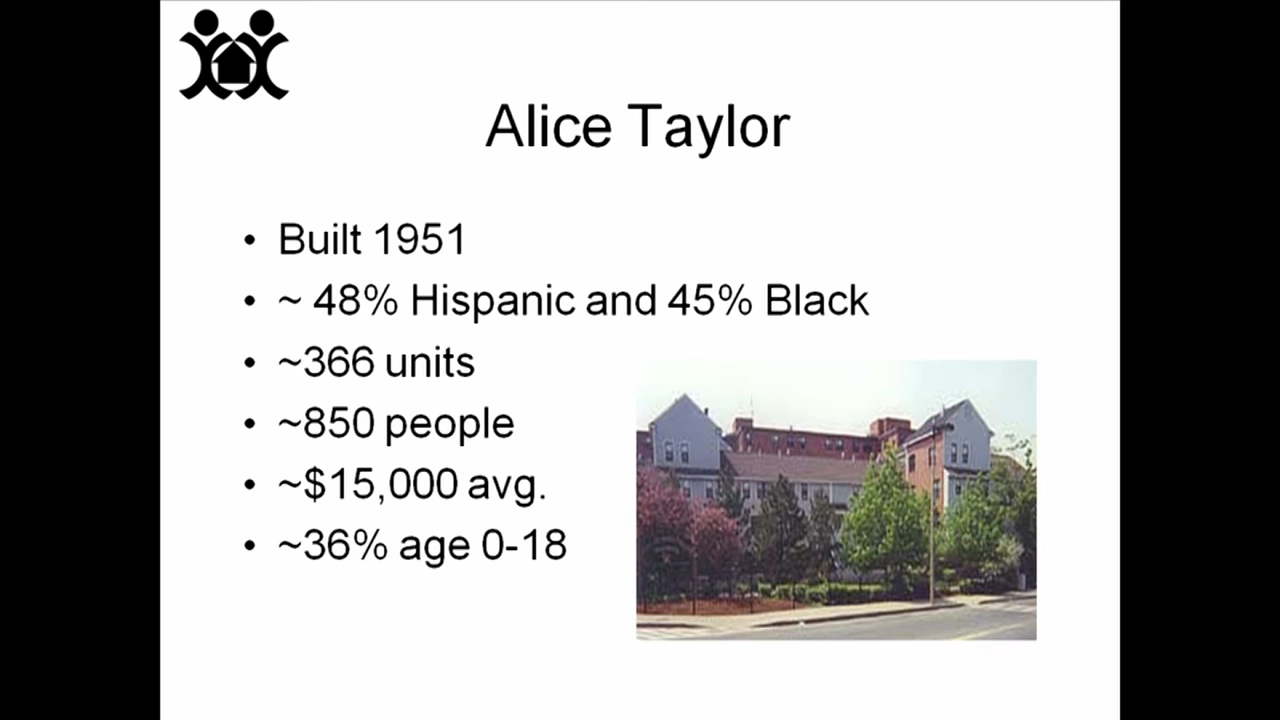 Alice Taylor
• Built 1951
• ~ 48% Hispanic and 45% Black
• ~366 units
• ~850 people
• ~$15,000 avg.
• ~36% age 0-18